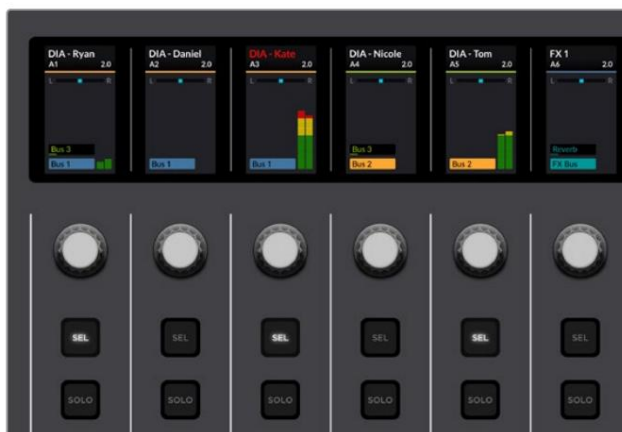 DIA - Ryan
A1 2.0
L R
Bus 3
Bus 1
DIA - Daniel
A2 2.0
L R
Bus 1
DIA - Kate
A3 2.0
L R
Bus 1
DIA - Nicole
A4 2.0
L R
Bus 3
Bus 2
DIA - Tom
A5 2.0
L R
Bus 2
FX 1
A6 2.0
L R
Reverb
FX Bus
SEL SEL SEL SEL SEL SEL
SOLO SOLO SOLO SOLO SOLO SOLO